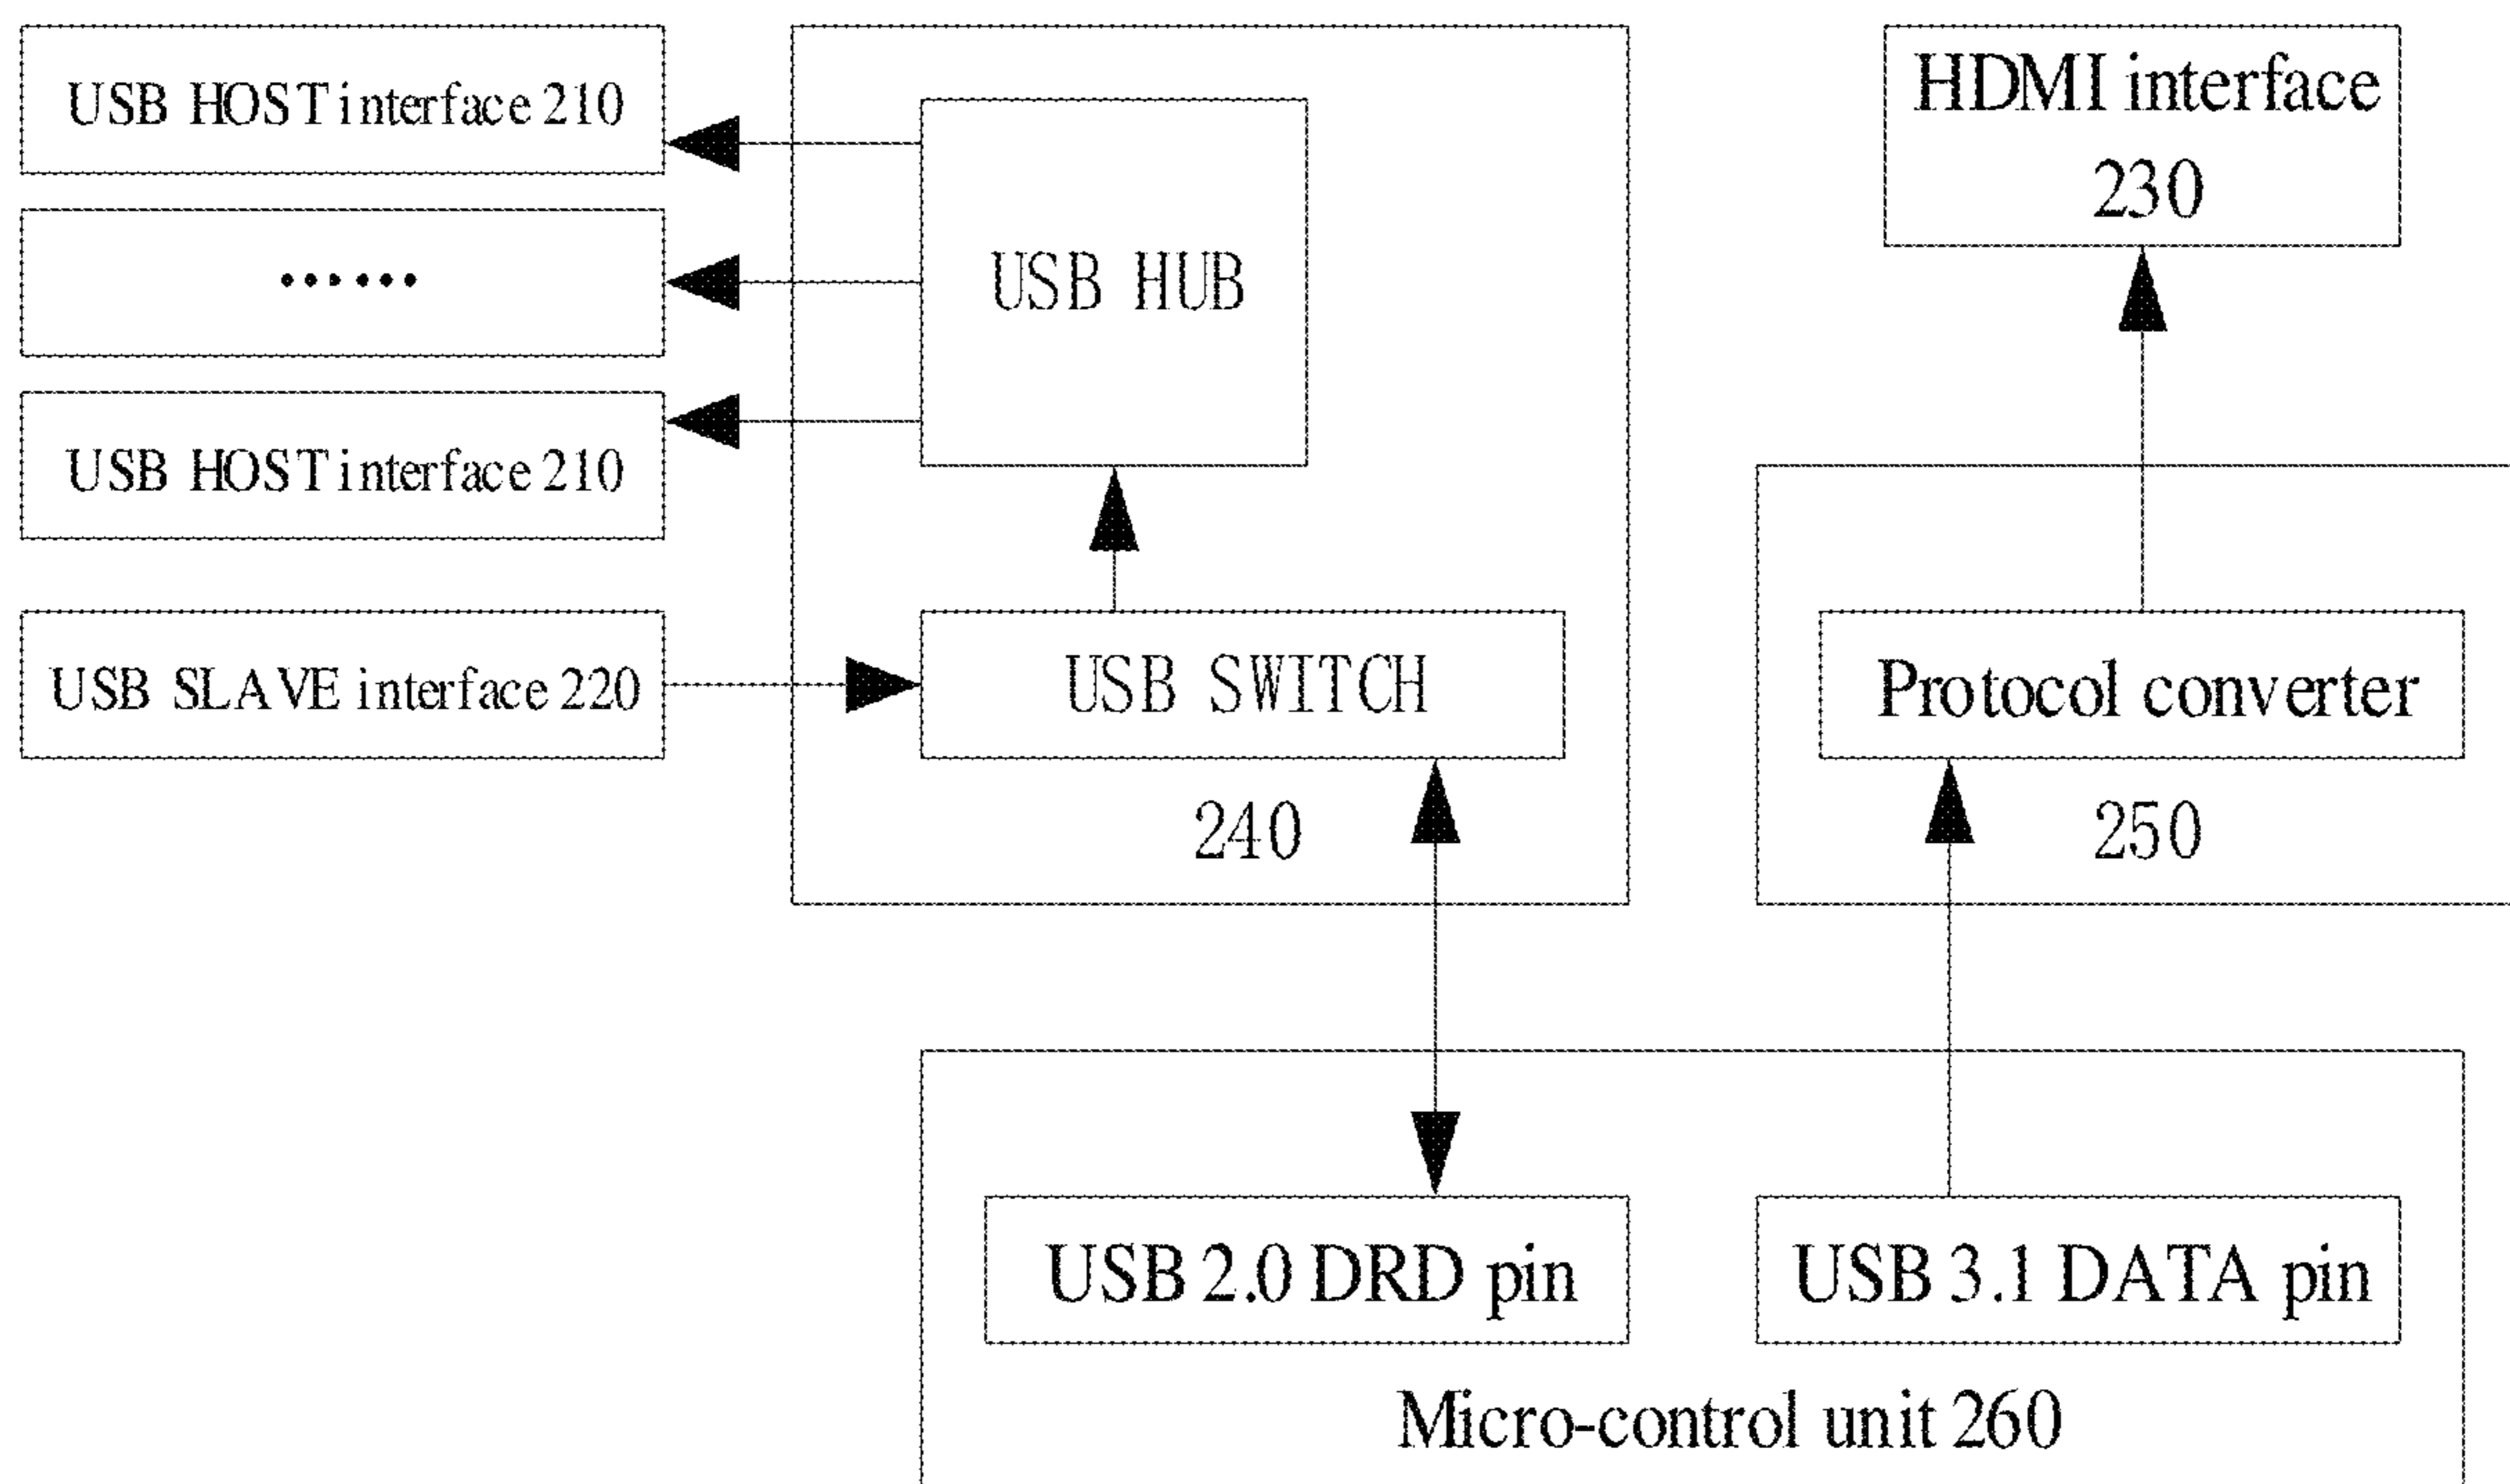 USB HOST interface 210
••••••
USB HOST interface 210
USB SLAVE interface 220
USB HUB
USB SWITCH
240
HDMI interface
230
Protocol converter
250
USB 2.0 DRD pin
USB 3.1 DATA pin
Micro-control unit 260